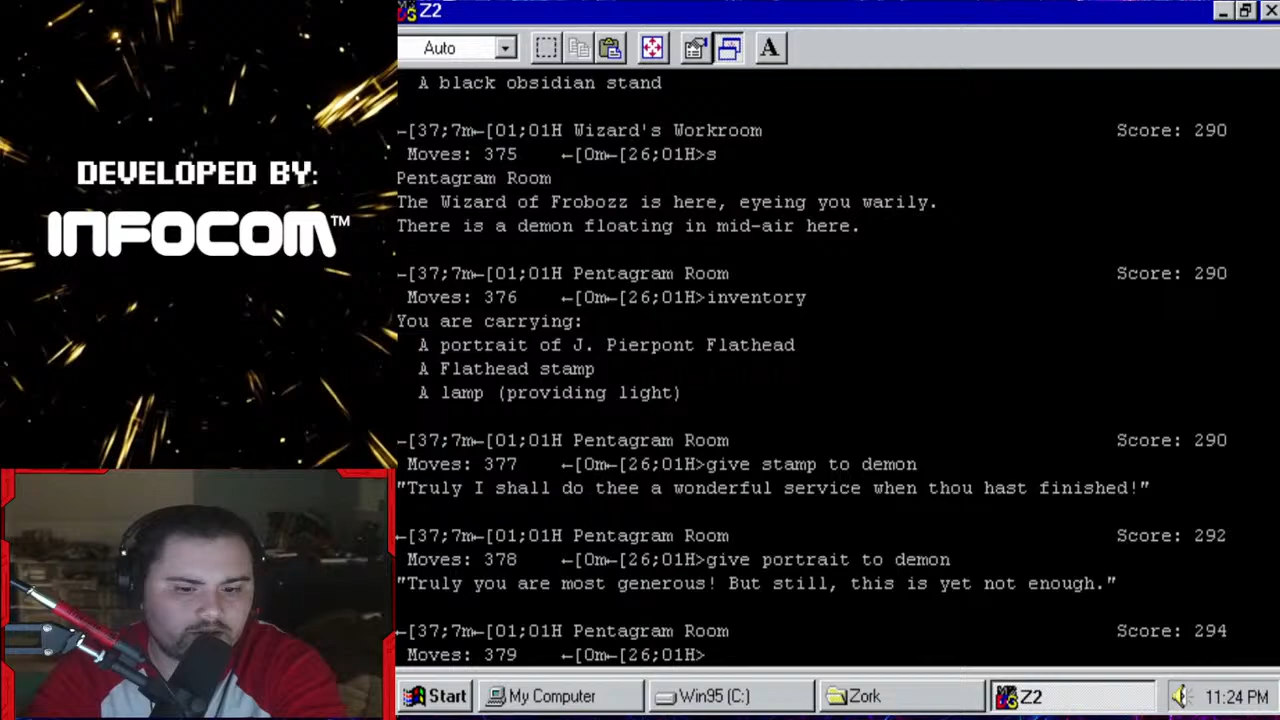 DEVELOPED BY:
INFOCOM™
Z2
Auto
A
A black obsidian stand
←[37;7m←[01;01H Wizard's Workroom Score: 290
Moves: 375 ←[0m←[26;01H>s
Pentagram Room
The Wizard of Frobozz is here, eyeing you warily.
There is a demon floating in mid-air here.
←[37;7m←[01;01H Pentagram Room Score: 290
Moves: 376 ←[0m←[26;01H>inventory
You are carrying:
A portrait of J. Pierpont Flathead
A Flathead stamp
A lamp (providing light)
←[37;7m←[01;01H Pentagram Room Score: 290
Moves: 377 ←[0m←[26;01H>give stamp to demon
"Truly I shall do thee a wonderful service when thou hast finished!"
←[37;7m←[01;01H Pentagram Room Score: 292
Moves: 378 ←[0m←[26;01H>give portrait to demon
"Truly you are most generous! But still, this is yet not enough."
←[37;7m←[01;01H Pentagram Room Score: 294
Moves: 379 ←[0m←[26;01H>
Start My Computer Win95 (C:) Zork Z2 11:24 PM